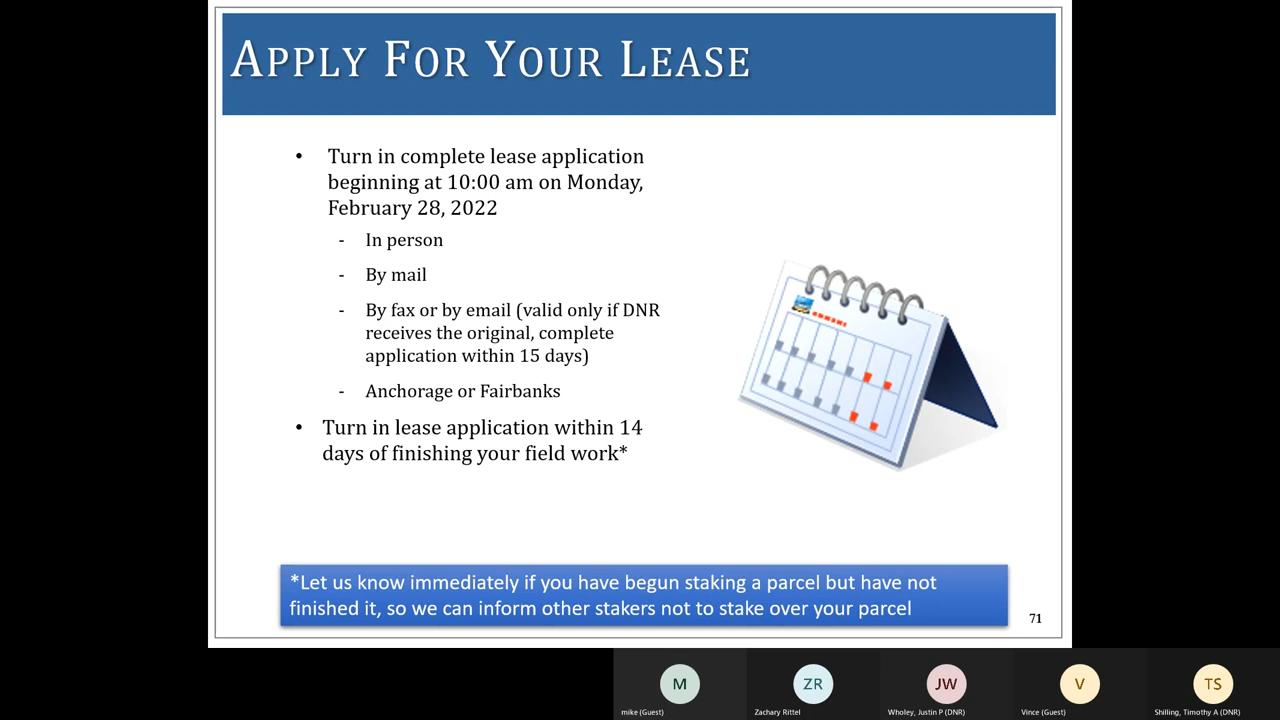 APPLY FOR YOUR LEASE
• Turn in complete lease application
beginning at 10:00 am on Monday,
February 28, 2022
- In person
- By mail
- By fax or by email (valid only if DNR
receives the original, complete
application within 15 days)
- Anchorage or Fairbanks
• Turn in lease application within 14
days of finishing your field work*
*Let us know immediately if you have begun staking a parcel but have not
finished it, so we can inform other stakers not to stake over your parcel
71
M
ZR
JW
V
TS
mike (Guest)
Zachary Rittel
Wholey, Justin P (DNR)
Vince (Guest)
Shilling, Timothy A (DNR)